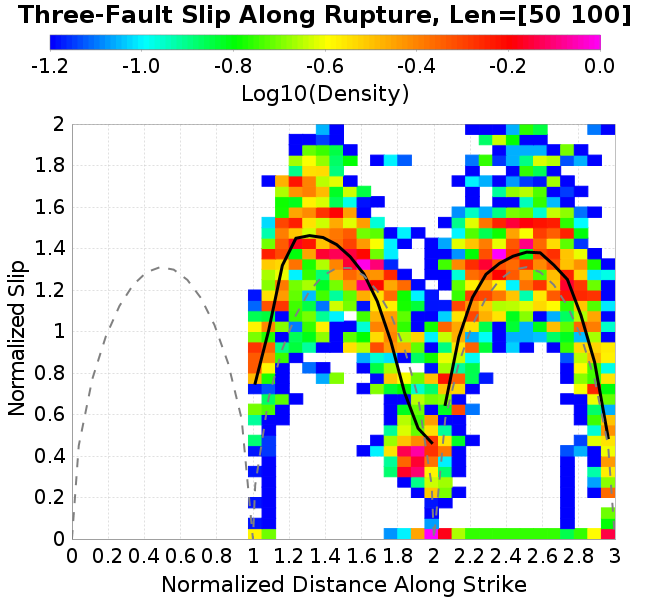 Three-Fault Slip Along Rupture, Len=[50 100]
-1.2 -1.0 -0.8 -0.6 -0.4 -0.2 0.0
Log10(Density)
2
1.8
1.6
1.4
1.2
1
0.8
0.6
0.4
0.2
0
Normalized Slip
0 0.2 0.4 0.6 0.8 1 1.2 1.4 1.6 1.8 2 2.2 2.4 2.6 2.8 3
Normalized Distance Along Strike